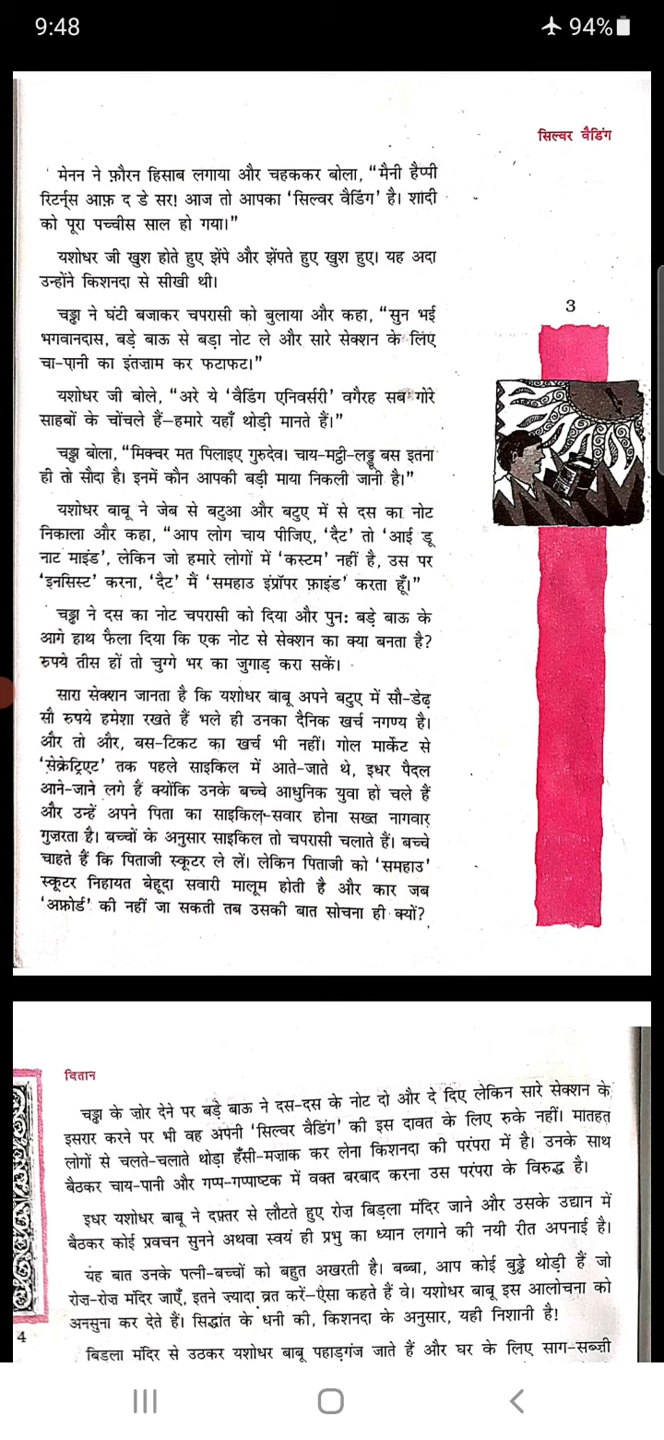 9:48
94%
सिल्वर वैडिंग
मेनन ने फ़ौरन हिसाब लगाया और चहककर बोला, “मैनी हैप्पी
रिटर्न्स आफ़ द डे सर! आज तो आपका ‘सिल्वर वैडिंग’ है। शादी
को पूरा पच्चीस साल हो गया।”
यशोधर जी खुश होते हुए झेंपे और झेंपते हुए खुश हुए। यह अदा
उन्होंने किशनदा से सीखी थी।
चड्ढा ने घंटी बजाकर चपरासी को बुलाया और कहा, “सुन भई
भगवानदास, बड़े बाऊ से बड़ा नोट ले और सारे सेक्शन के लिए
चा-पानी का इंतज़ाम कर फटाफट।”
यशोधर जी बोले, “अरे ये ‘वैडिंग एनिवर्सरी’ वगैरह सब गोरे
साहबों के चोंचले हैं—हमारे यहाँ थोड़ी मानते हैं।”
चड्ढा बोला, “मिक्चर मत पिलाइए गुरुदेव। चाय-मट्ठी-लड्डू बस इतना
ही तो सौदा है। इनमें कौन आपकी बड़ी माया निकली जानी है।”
यशोधर बाबू ने जेब से बटुआ और बटुए में से दस का नोट
निकाला और कहा, “आप लोग चाय पीजिए, ‘दैट’ तो ‘आई डू
नाट माइंड’, लेकिन जो हमारे लोगों में ‘कस्टम’ नहीं है, उस पर
‘इनसिस्ट’ करना, ‘दैट’ मैं ‘समहाउ इंप्रॉपर फ़ाइंड’ करता हूँ।”
चड्ढा ने दस का नोट चपरासी को दिया और पुन: बड़े बाऊ के
आगे हाथ फैला दिया कि एक नोट से सेक्शन का क्या बनता है?
रुपये तीस हों तो चुग्गे भर का जुगाड़ करा सकें।
सारा सेक्शन जानता है कि यशोधर बाबू अपने बटुए में सौ-डेढ़
सौ रुपये हमेशा रखते हैं भले ही उनका दैनिक खर्च नगण्य है।
और तो और, बस-टिकट का खर्च भी नहीं। गोल मार्केट से
‘सेक्रेट्रिएट’ तक पहले साइकिल में आते-जाते थे, इधर पैदल
आने-जाने लगे हैं क्योंकि उनके बच्चे आधुनिक युवा हो चले हैं
और उन्हें अपने पिता का साइकिल-सवार होना सख्त नागवार
गुज़रता है। बच्चों के अनुसार साइकिल तो चपरासी चलाते हैं। बच्चे
चाहते हैं कि पिताजी स्कूटर ले लें। लेकिन पिताजी को ‘समहाउ’
स्कूटर निहायत बेहूदा सवारी मालूम होती है और कार जब
‘अफ़ोर्ड’ की नहीं जा सकती तब उसकी बात सोचना ही क्यों?
3
वितान
चड्ढा के ज़ोर देने पर बड़े बाऊ ने दस-दस के नोट दो और दे दिए लेकिन सारे सेक्शन के
इसरार करने पर भी वह अपनी ‘सिल्वर वैडिंग’ की इस दावत के लिए रुके नहीं। मातहत
लोगों से चलते-चलाते थोड़ा हँसी-मज़ाक कर लेना किशनदा की परंपरा में है। उनके साथ
बैठकर चाय-पानी और गप्प-गप्पाष्टक में वक्त बरबाद करना उस परंपरा के विरुद्ध है।
इधर यशोधर बाबू ने दफ़्तर से लौटते हुए रोज़ बिड़ला मंदिर जाने और उसके उद्यान में
बैठकर कोई प्रवचन सुनने अथवा स्वयं ही प्रभु का ध्यान लगाने की नयी रीत अपनाई है।
यह बात उनके पत्नी-बच्चों को बहुत अखरती है। बब्बा, आप कोई बुड्ढे थोड़ी हैं जो
रोज़-रोज़ मंदिर जाएँ, इतने ज़्यादा व्रत करें—ऐसा कहते हैं वे। यशोधर बाबू इस आलोचना को
अनसुना कर देते हैं। सिद्धांत के धनी की, किशनदा के अनुसार, यही निशानी है!
4
बिड़ला मंदिर से उठकर यशोधर बाबू पहाड़गंज जाते हैं और घर के लिए साग-सब्ज़ी